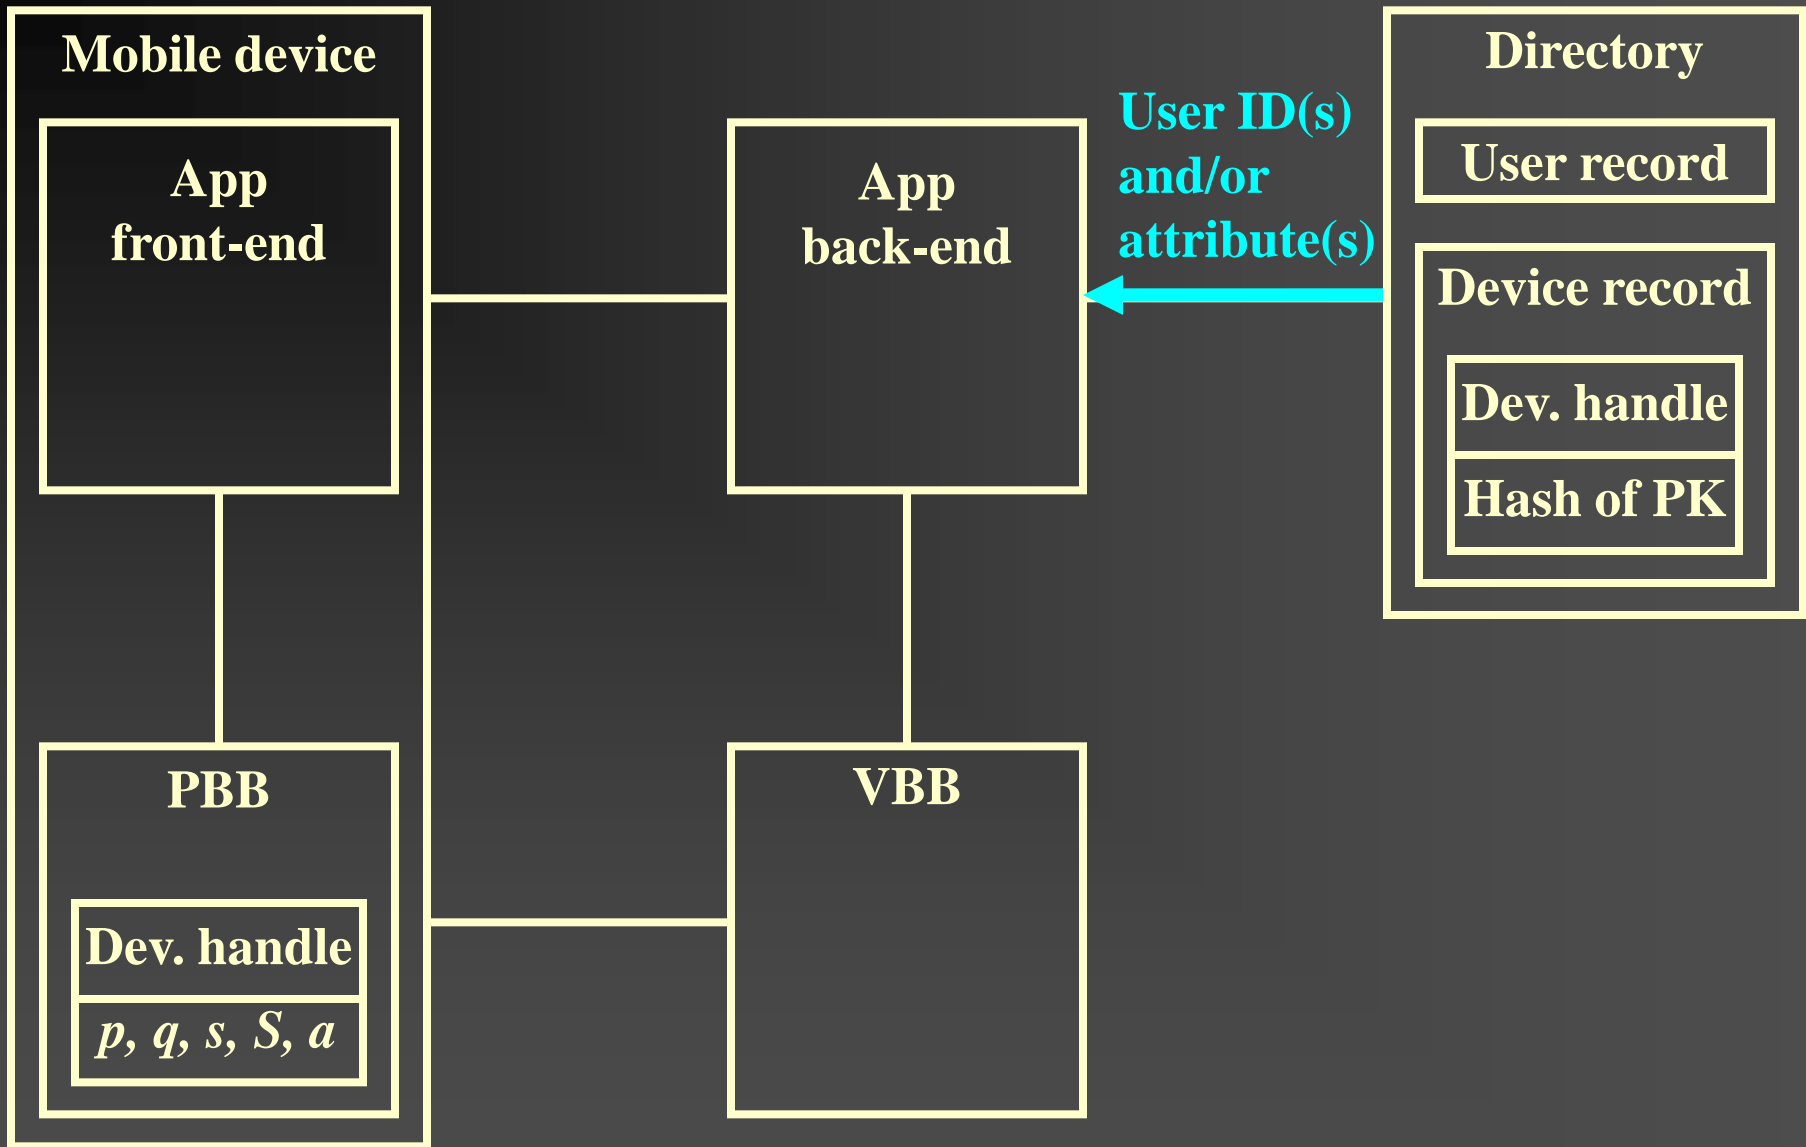 Mobile device
App
front-end
PBB
Dev. handle
p, q, s, S, a
App
back-end
VBB
User ID(s)
and/or
attribute(s)
Directory
User record
Device record
Dev. handle
Hash of PK